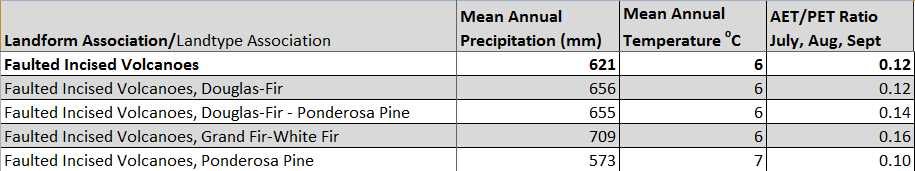 Landform Association/Landtype Association Mean Annual Precipitation (mm) Mean Annual Temperature °C AET/PET Ratio July, Aug, Sept
Faulted Incised Volcanoes 621 6 0.12
Faulted Incised Volcanoes, Douglas-Fir 656 6 0.12
Faulted Incised Volcanoes, Douglas-Fir - Ponderosa Pine 655 6 0.14
Faulted Incised Volcanoes, Grand Fir-White Fir 709 6 0.16
Faulted Incised Volcanoes, Ponderosa Pine 573 7 0.10